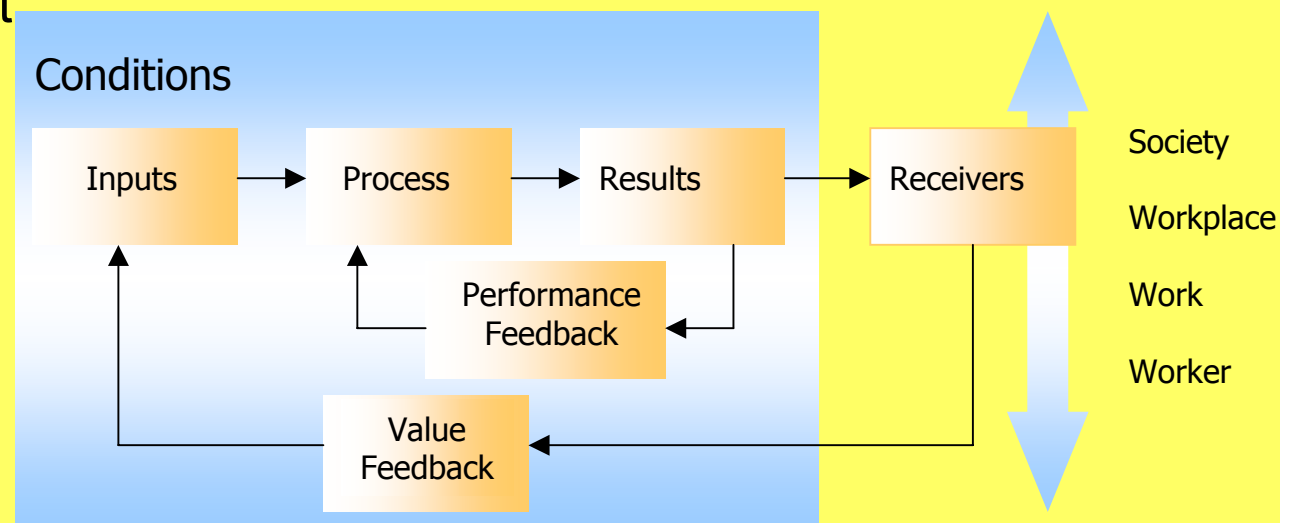 Conditions
Inputs
Process
Results
Receivers
Performance
Feedback
Value
Feedback
Society
Workplace
Work
Worker